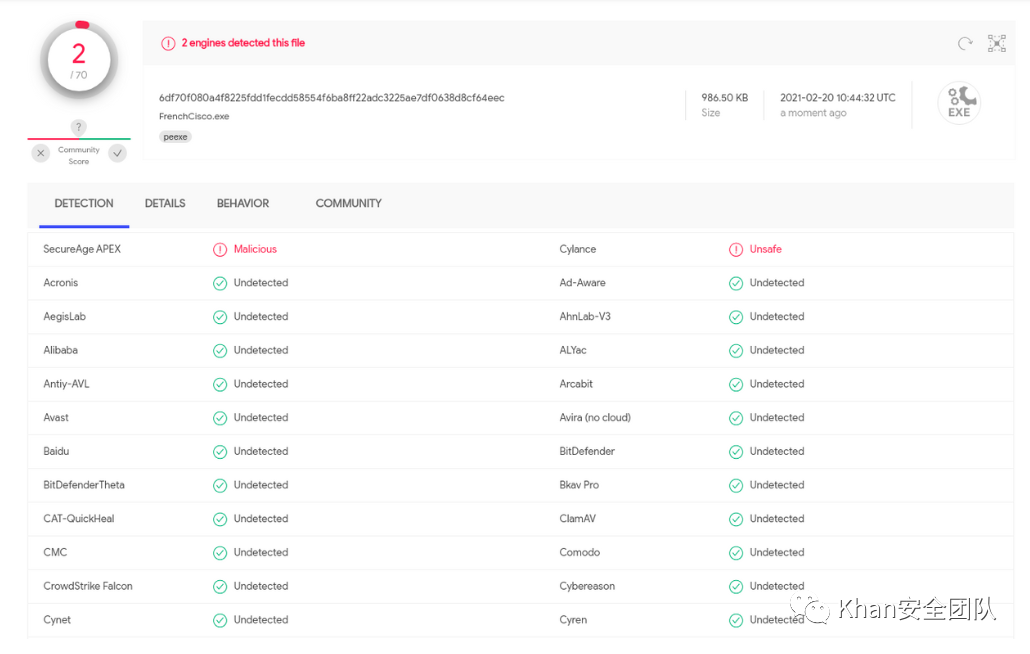 2
/ 70
?
Community
Score
2 engines detected this file
6df70f080a4f8225fdd1fecdd58554f6ba8ff22adc3225ae7df0638d8cf64eec
FrenchCisco.exe
peexe
986.50 KB
Size
2021-02-20 10:44:32 UTC
a moment ago
EXE
DETECTION DETAILS BEHAVIOR COMMUNITY
SecureAge APEX Malicious Cylance Unsafe
Acronis Undetected Ad-Aware Undetected
AegisLab Undetected AhnLab-V3 Undetected
Alibaba Undetected ALYac Undetected
Antiy-AVL Undetected Arcabit Undetected
Avast Undetected Avira (no cloud) Undetected
Baidu Undetected BitDefender Undetected
BitDefenderTheta Undetected Bkav Pro Undetected
CAT-QuickHeal Undetected ClamAV Undetected
CMC Undetected Comodo Undetected
CrowdStrike Falcon Undetected Cybereason Undetected
Cynet Undetected Cyren Undetected
Khan安全团队